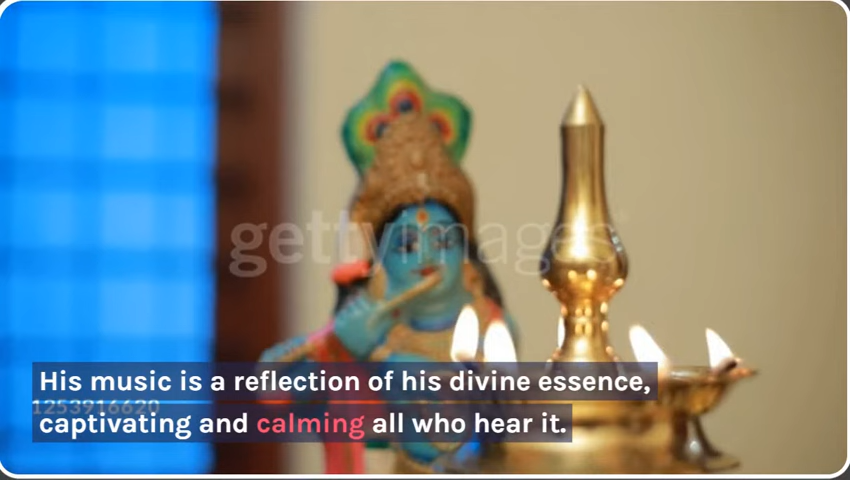 gettyimages
His music is a reflection of his divine essence,
1253916620
captivating and calming all who hear it.